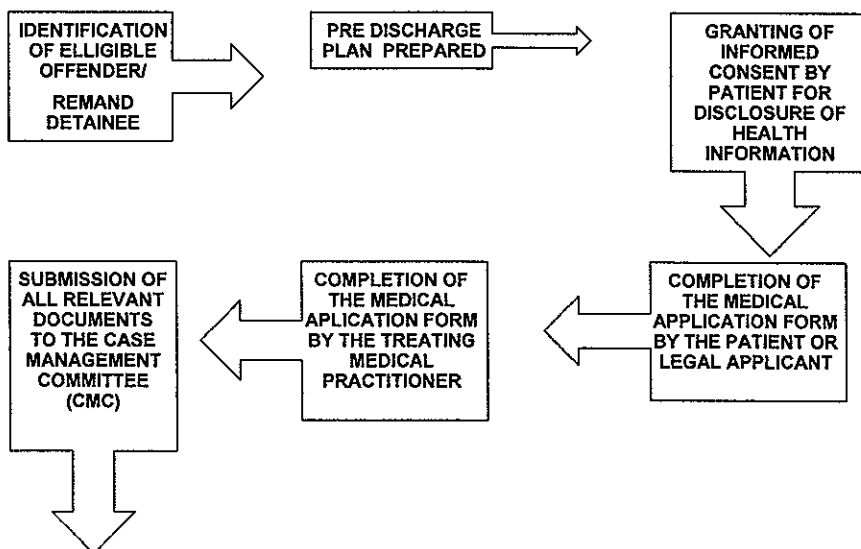 IDENTIFICATION
OF ELLIGIBLE
OFFENDER/
REMAND
DETAINEE
PRE DISCHARGE
PLAN PREPARED
GRANTING OF
INFORMED
CONSENT BY
PATIENT FOR
DISCLOSURE OF
HEALTH
INFORMATION
COMPLETION OF
THE MEDICAL
APPLICATION FORM
BY THE PATIENT OR
LEGAL APPLICANT
COMPLETION OF
THE MEDICAL
APLICATION FORM
BY THE TREATING
MEDICAL
PRACTITIONER
SUBMISSION OF
ALL RELEVANT
DOCUMENTS
TO THE CASE
MANAGEMENT
COMMITTEE
(CMC)